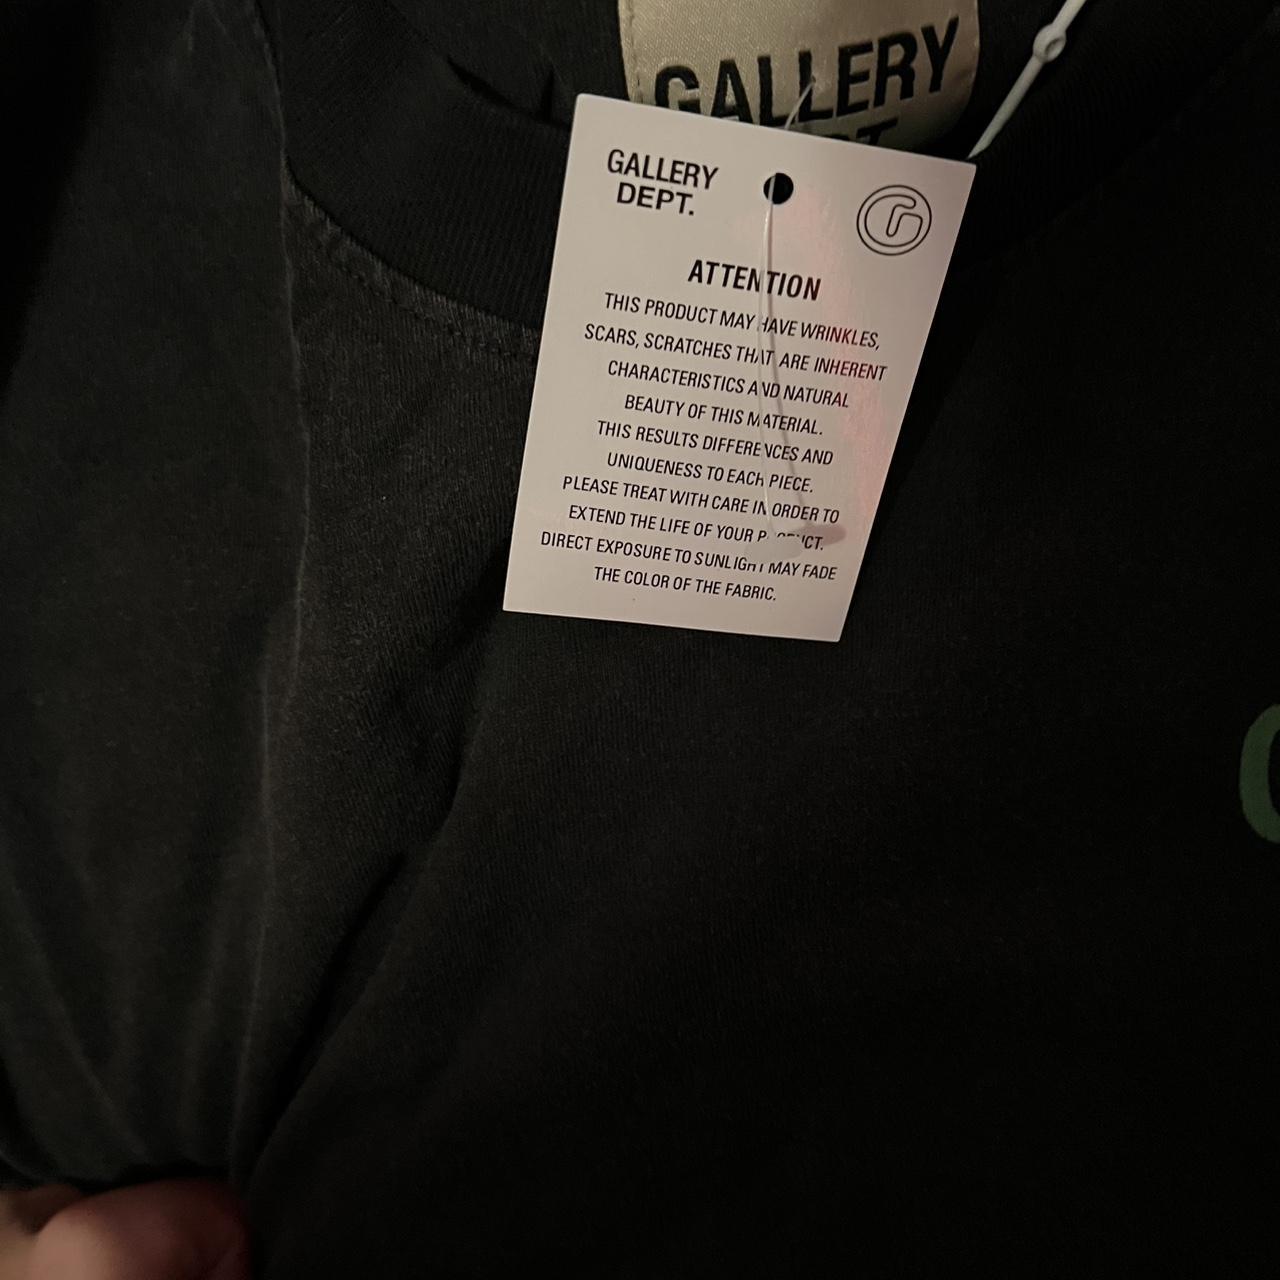 GALLERY
DEPT.
GALLERY
DEPT.
ATTENTION
THIS PRODUCT MAY HAVE WRINKLES,
SCARS, SCRATCHES THAT ARE INHERENT
CHARACTERISTICS AND NATURAL
BEAUTY OF THIS MATERIAL.
THIS RESULTS DIFFERENCES AND
UNIQUENESS TO EACH PIECE.
PLEASE TREAT WITH CARE IN ORDER TO
EXTEND THE LIFE OF YOUR PRODUCT.
DIRECT EXPOSURE TO SUNLIGHT MAY FADE
THE COLOR OF THE FABRIC.